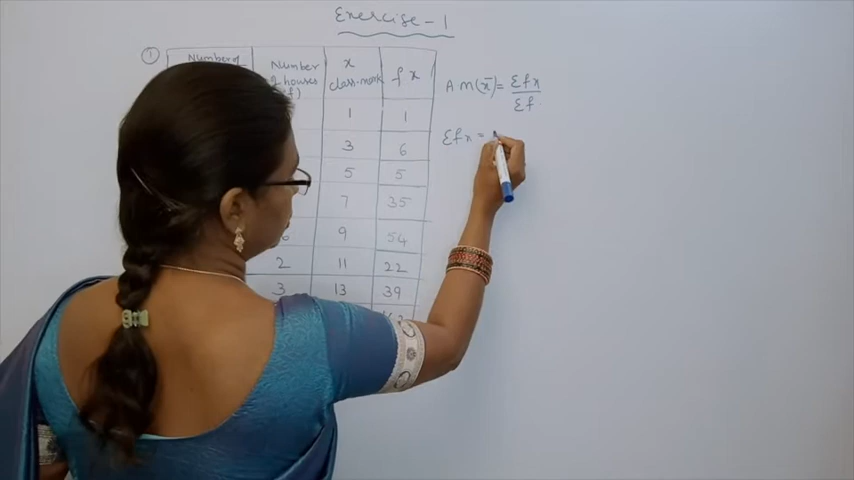 Exercise-1
① Number of Number x f x
of houses class-mark
(f)
A M (x̄) = Σfx
Σf
1 1
Σfx =
3 6
5 5
7 35
9 54
2 11 22
3 13 39